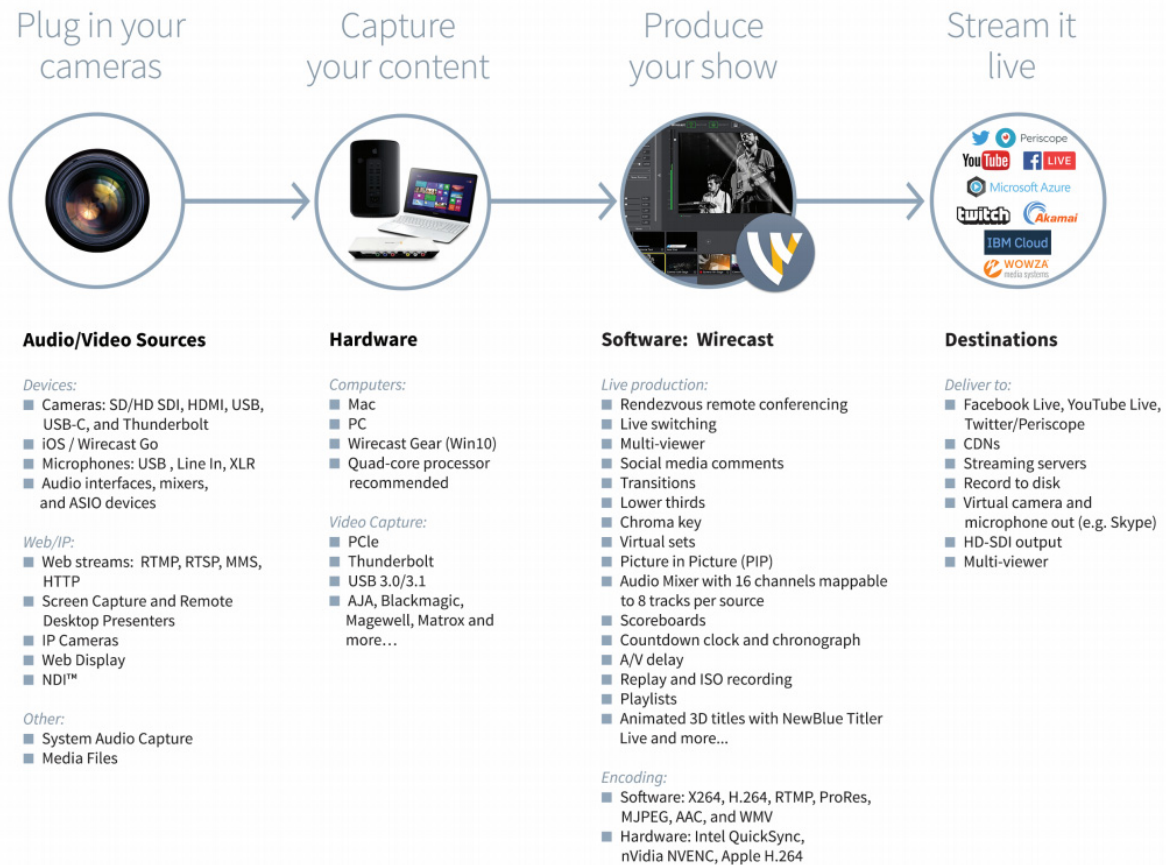 Plug in your
cameras
Capture
your content
Produce
your show
Stream it
live
Periscope
YouTube
f LIVE
Microsoft Azure
twitch
Akamai
IBM Cloud
WOWZA
media systems
Audio/Video Sources
Devices:
Cameras: SD/HD SDI, HDMI, USB,
USB-C, and Thunderbolt
iOS / Wirecast Go
Microphones: USB , Line In, XLR
Audio interfaces, mixers,
and ASIO devices
Web/IP:
Web streams: RTMP, RTSP, MMS,
HTTP
Screen Capture and Remote
Desktop Presenters
IP Cameras
Web Display
NDI™
Other:
System Audio Capture
Media Files
Hardware
Computers:
Mac
PC
Wirecast Gear (Win10)
Quad-core processor
recommended
Video Capture:
PCIe
Thunderbolt
USB 3.0/3.1
AJA, Blackmagic,
Magewell, Matrox and
more…
Software: Wirecast
Live production:
Rendezvous remote conferencing
Live switching
Multi-viewer
Social media comments
Transitions
Lower thirds
Chroma key
Virtual sets
Picture in Picture (PIP)
Audio Mixer with 16 channels mappable
to 8 tracks per source
Scoreboards
Countdown clock and chronograph
A/V delay
Replay and ISO recording
Playlists
Animated 3D titles with NewBlue Titler
Live and more...
Encoding:
Software: X264, H.264, RTMP, ProRes,
MJPEG, AAC, and WMV
Hardware: Intel QuickSync,
nVidia NVENC, Apple H.264
Destinations
Deliver to:
Facebook Live, YouTube Live,
Twitter/Periscope
CDNs
Streaming servers
Record to disk
Virtual camera and
microphone out (e.g. Skype)
HD-SDI output
Multi-viewer